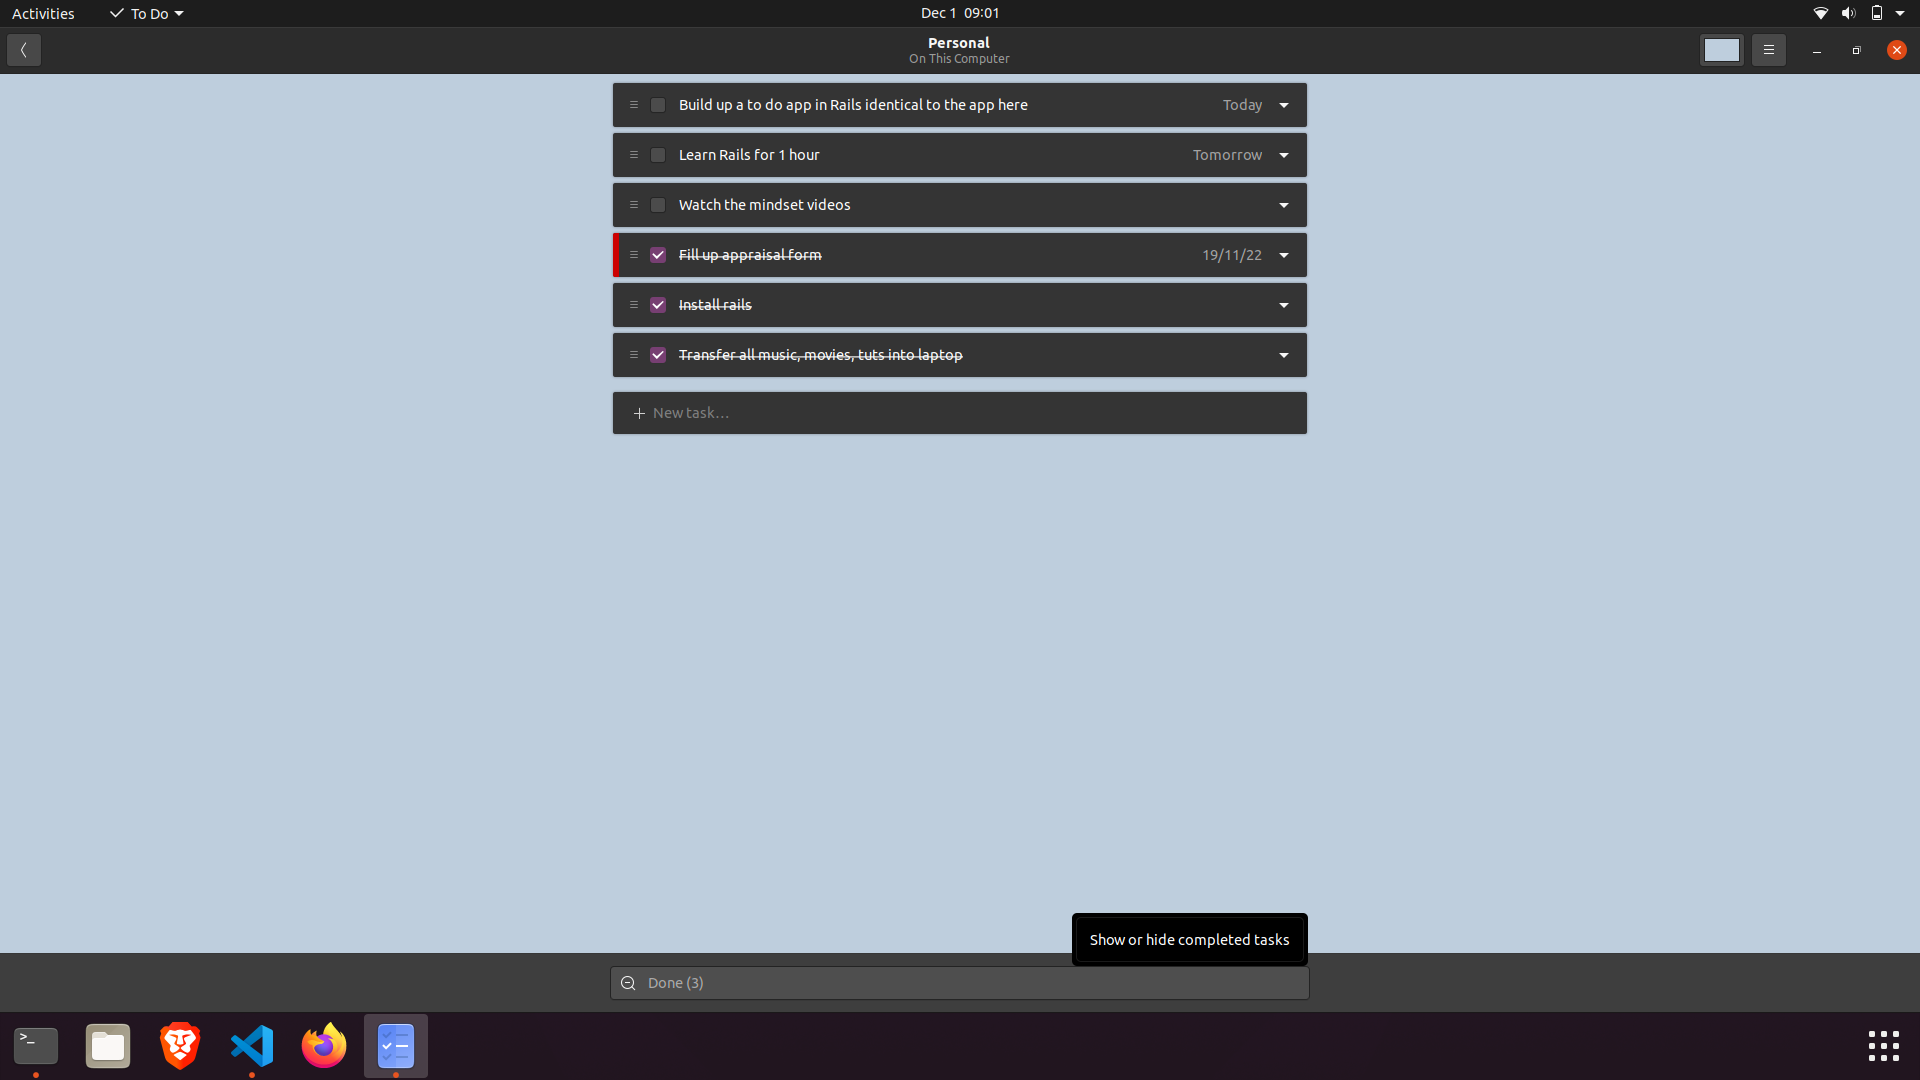 Activities
To Do
Dec 1 09:01
Personal
On This Computer
Build up a to do app in Rails identical to the app here
Today
Learn Rails for 1 hour
Tomorrow
Watch the mindset videos
Fill up appraisal form
19/11/22
Install rails
Transfer all music, movies, tuts into laptop
New task…
Show or hide completed tasks
Done (3)
>_